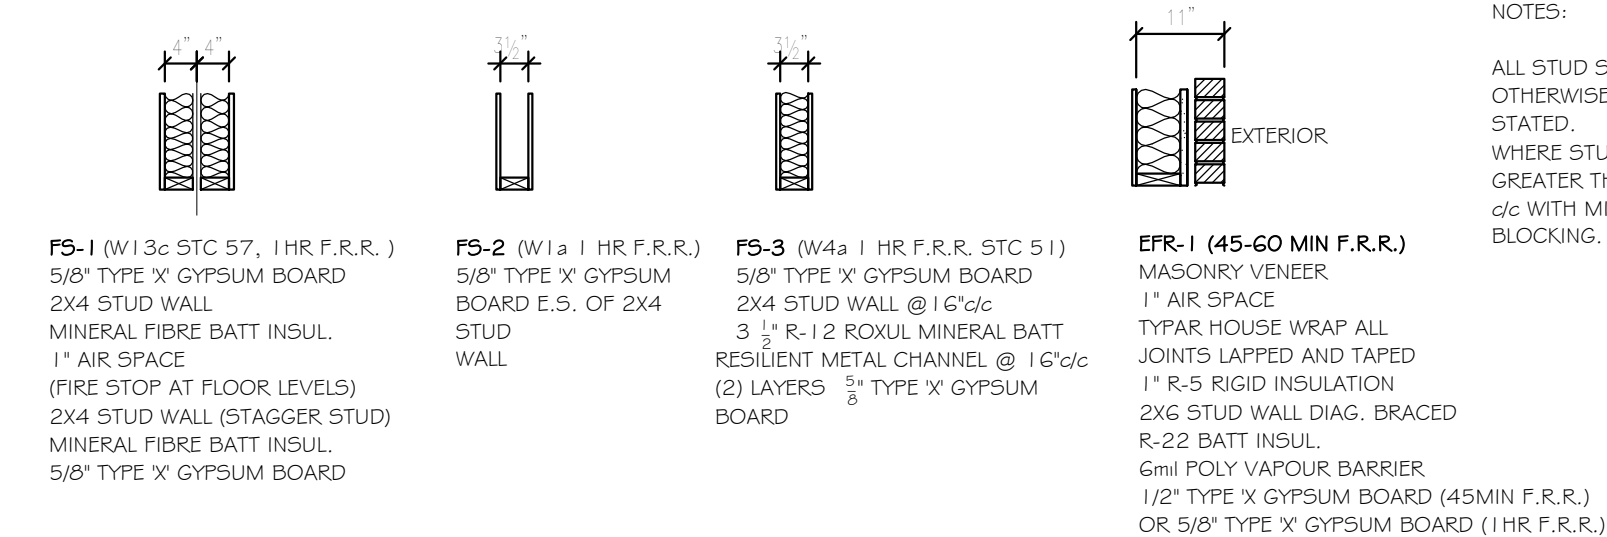 4" 4"
FS-1 (W13c STC 57, 1HR F.R.R. )
5/8" TYPE 'X' GYPSUM BOARD
2X4 STUD WALL
MINERAL FIBRE BATT INSUL.
1" AIR SPACE
(FIRE STOP AT FLOOR LEVELS)
2X4 STUD WALL (STAGGER STUD)
MINERAL FIBRE BATT INSUL.
5/8" TYPE 'X' GYPSUM BOARD
3½"
FS-2 (W1a 1 HR F.R.R.)
5/8" TYPE 'X' GYPSUM
BOARD E.S. OF 2X4
STUD
WALL
3½"
FS-3 (W4a 1 HR F.R.R. STC 51)
5/8" TYPE 'X' GYPSUM BOARD
2X4 STUD WALL @16"c/c
3 1/2" R-12 ROXUL MINERAL BATT
RESILIENT METAL CHANNEL @ 16"c/c
(2) LAYERS 5/8" TYPE 'X' GYPSUM
BOARD
11"
EXTERIOR
EFR-1 (45-60 MIN F.R.R.)
MASONRY VENEER
1" AIR SPACE
TYPAR HOUSE WRAP ALL
JOINTS LAPPED AND TAPED
1" R-5 RIGID INSULATION
2X6 STUD WALL DIAG. BRACED
R-22 BATT INSUL.
6mil POLY VAPOUR BARRIER
1/2" TYPE 'X GYPSUM BOARD (45MIN F.R.R.)
OR 5/8" TYPE 'X' GYPSUM BOARD (1HR F.R.R.)
NOTES:
ALL STUD
OTHERWISE
STATED.
WHERE
GREATER
c/c WITH
BLOCKING.